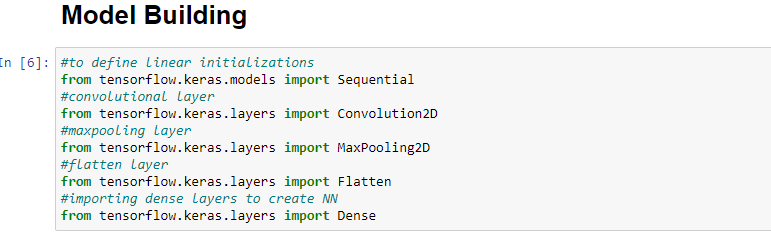 Model Building
In [6]:
#to define linear initializations
from tensorflow.keras.models import Sequential
#convolutional layer
from tensorflow.keras.layers import Convolution2D
#maxpooling layer
from tensorflow.keras.layers import MaxPooling2D
#flatten layer
from tensorflow.keras.layers import Flatten
#importing dense layers to create NN
from tensorflow.keras.layers import Dense